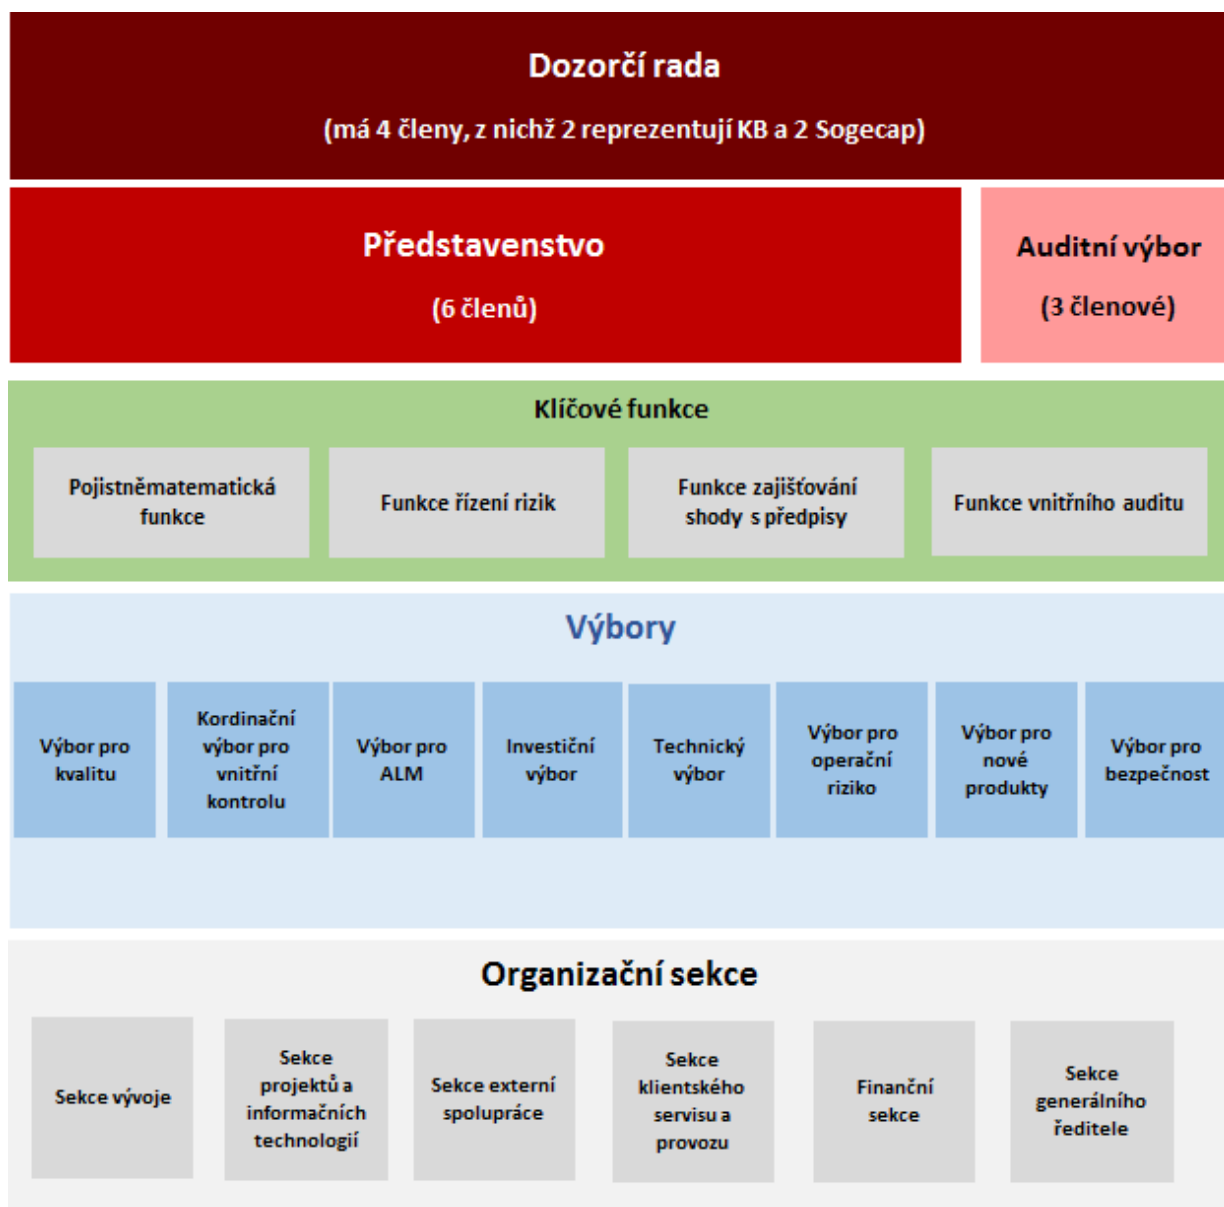 Dozorčí rada
(má 4 členy, z nichž 2 reprezentují KB a 2 Sogecap)
Představenstvo
(6 členů)
Auditní výbor
(3 členové)
Klíčové funkce
Pojistněmatematická
funkce
Funkce řízení rizik
Funkce zajišťování
shody s předpisy
Funkce vnitřního auditu
Výbory
Výbor pro
kvalitu
Kordinační
výbor pro
vnitřní
kontrolu
Výbor pro
ALM
Investiční
výbor
Technický
výbor
Výbor pro
operační
riziko
Výbor pro
nové
produkty
Výbor pro
bezpečnost
Organizační sekce
Sekce vývoje
Sekce
projektů a
informačních
technologií
Sekce externí
spolupráce
Sekce
klientského
servisu a
provozu
Finanční
sekce
Sekce
generálního
ředitele